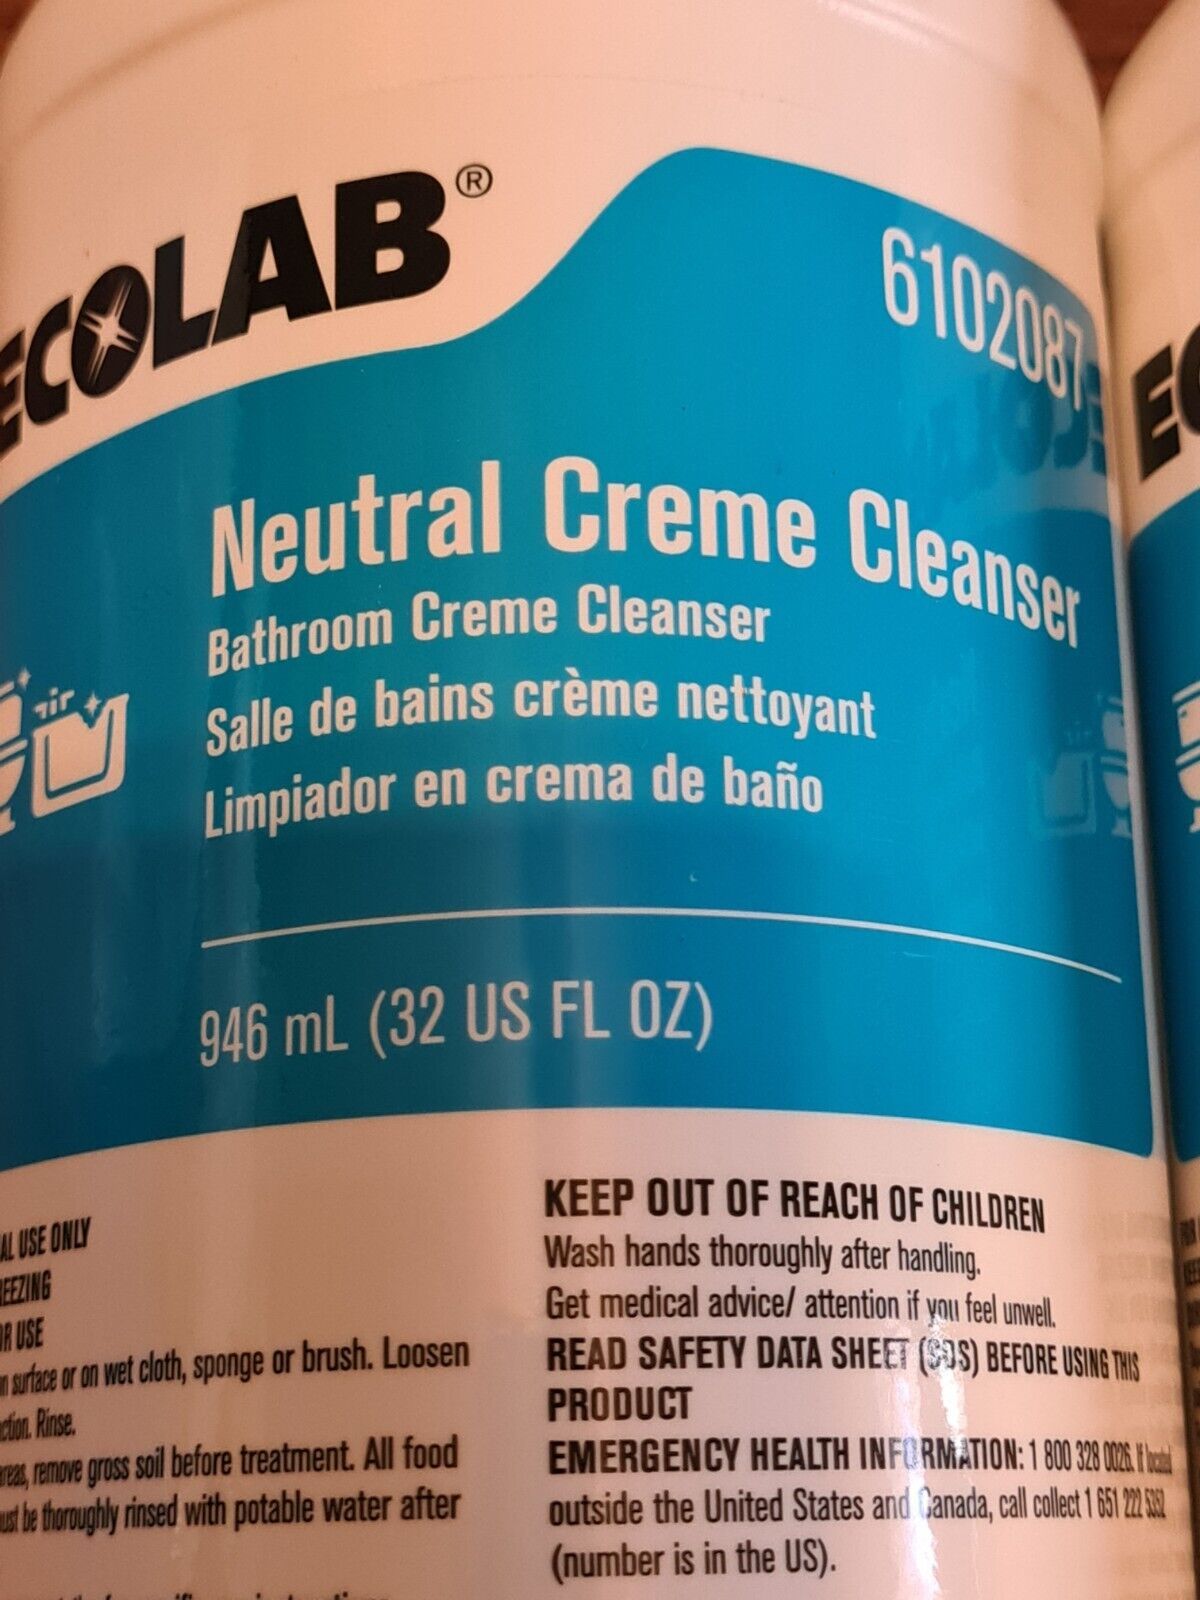 ECOLAB®
6102087
Neutral Creme Cleanser
Bathroom Creme Cleanser
Salle de bains crème nettoyant
Limpiador en crema de baño
946 mL (32 US FL OZ)
USE ONLY
USE
surface or on wet cloth, sponge or brush. Loosen
Rinse.
remove gross soil before treatment. All food
be thoroughly rinsed with potable water after
KEEP OUT OF REACH OF CHILDREN
Wash hands thoroughly after handling.
Get medical advice/ attention if you feel unwell.
READ SAFETY DATA SHEET (SDS) BEFORE USING THIS
PRODUCT
EMERGENCY HEALTH INFORMATION: 1 800 328 0026. If located
outside the United States and Canada, call collect 1 651 222 5352
(number is in the US).